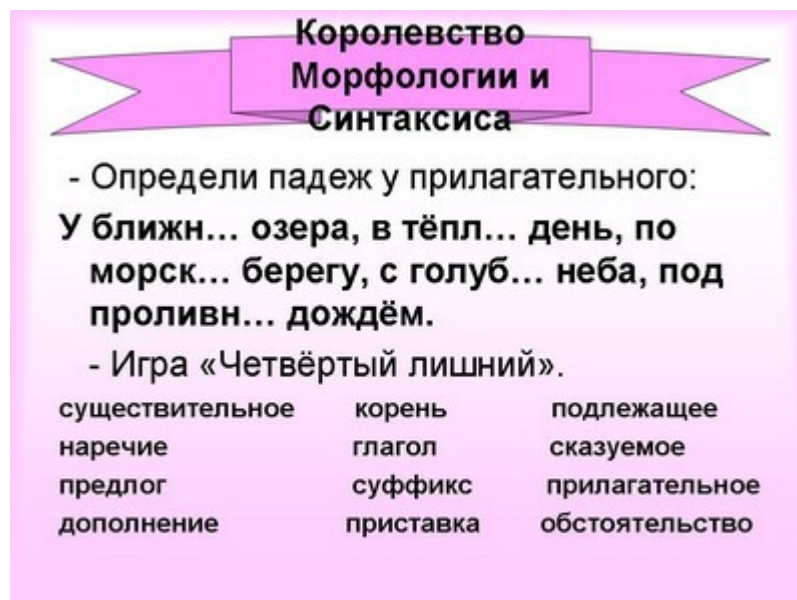 Королевство
Морфологии и
Синтаксиса
- Определи падеж у прилагательного:
У ближн… озера, в тёпл… день, по
морск… берегу, с голуб… неба, под
проливн… дождём.
- Игра «Четвёртый лишний».
существительное корень подлежащее
наречие глагол сказуемое
предлог суффикс прилагательное
дополнение приставка обстоятельство